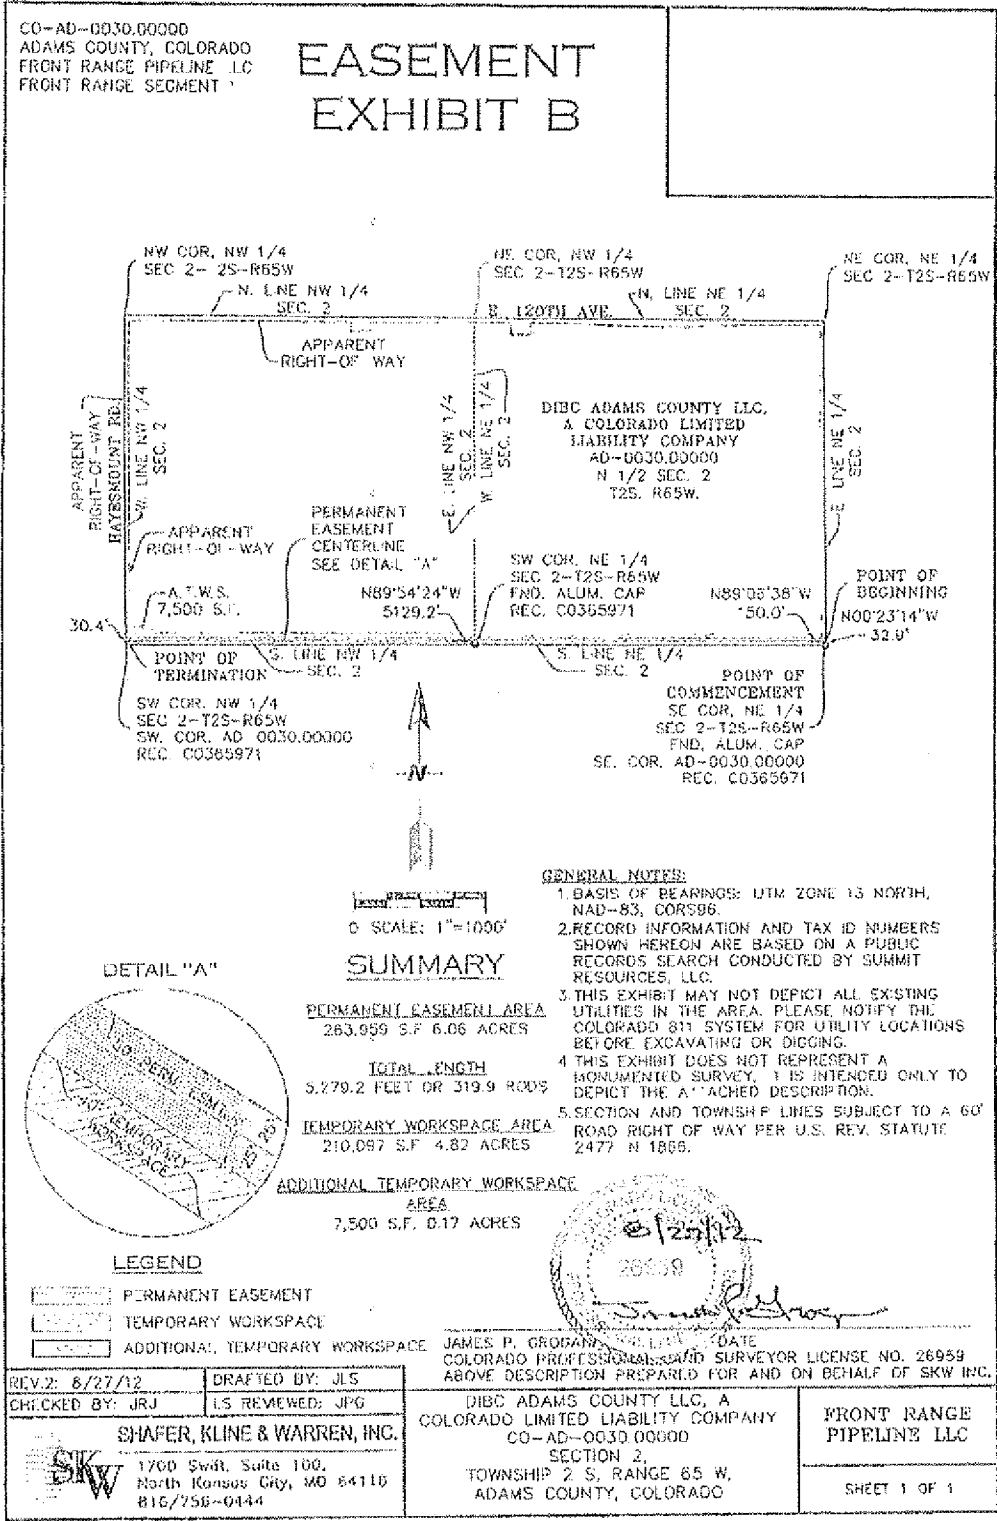 CO-AD-0030.00000
ADAMS COUNTY, COLORADO
FRONT RANGE PIPELINE LLC
FRONT RANGE SEGMENT
EASEMENT
EXHIBIT B
NW COR, NW 1/4
SEC 2- 2S-R65W
N. LINE NW 1/4
SEC. 2
NE COR, NW 1/4
SEC 2-T2S-R65W
N. LINE NE 1/4
SEC. 2
NE COR, NE 1/4
SEC 2-T2S-R65W
E. 120TH AVE.
APPARENT
RIGHT-OF WAY
APPARENT
RIGHT-OF-WAY
HAYESMOUNT RD.
W. LINE NW 1/4
SEC. 2
E. LINE NW 1/4
SEC. 2
W. LINE NE 1/4
SEC. 2
DIBC ADAMS COUNTY LLC,
A COLORADO LIMITED
LIABILITY COMPANY
AD-0030.00000
N 1/2 SEC. 2
T2S. R65W.
E. LINE NE 1/4
SEC. 2
APPARENT
RIGHT-OF-WAY
PERMANENT
EASEMENT
CENTERLINE
SEE DETAIL "A"
A.T.W.S.
7,500 S.F.
30.4'
N89°54'24"W
5129.2'
SW COR, NE 1/4
SEC 2-T2S-R65W
FND. ALUM. CAP
REC. CO365971
N89°05'38"W
150.0'
POINT OF
BEGINNING
N00°23'14"W
32.9'
POINT OF
TERMINATION
S. LINE NW 1/4
SEC. 2
S. LINE NE 1/4
SEC. 2
SW COR. NW 1/4
SEC 2-T2S-R65W
SW. COR. AD 0030.00000
REC. CO365971
POINT OF
COMMENCEMENT
SE COR, NE 1/4
SEC 2-T2S-R65W
FND. ALUM. CAP
SE. COR. AD-0030.00000
REC. CO365971
N
0 SCALE: 1"=1000'
SUMMARY
PERMANENT EASEMENT AREA
263,959 S.F 6.06 ACRES
TOTAL LENGTH
5,279.2 FEET OR 319.9 RODS
TEMPORARY WORKSPACE AREA
210,097 S.F 4.82 ACRES
ADDITIONAL TEMPORARY WORKSPACE
AREA
7,500 S.F. 0.17 ACRES
DETAIL "A"
50' PERM. ESMT.
40' TEMPORARY
WORKSPACE
25'
25'
GENERAL NOTES:
1. BASIS OF BEARINGS: UTM ZONE 13 NORTH,
NAD-83, CORS96.
2. RECORD INFORMATION AND TAX ID NUMBERS
SHOWN HEREON ARE BASED ON A PUBLIC
RECORDS SEARCH CONDUCTED BY SUMMIT
RESOURCES, LLC.
3. THIS EXHIBIT MAY NOT DEPICT ALL EXISTING
UTILITIES IN THE AREA. PLEASE NOTIFY THE
COLORADO 811 SYSTEM FOR UTILITY LOCATIONS
BEFORE EXCAVATING OR DIGGING.
4 THIS EXHIBIT DOES NOT REPRESENT A
MONUMENTED SURVEY. IT IS INTENDED ONLY TO
DEPICT THE ATTACHED DESCRIPTION.
5. SECTION AND TOWNSHIP LINES SUBJECT TO A 60'
ROAD RIGHT OF WAY PER U.S. REV. STATUTE
2477 IN 1866.
8/27/12
26959
LEGEND
PERMANENT EASEMENT
TEMPORARY WORKSPACE
ADDITIONAL TEMPORARY WORKSPACE
JAMES P. GROGAN DATE
COLORADO PROFESSIONAL LAND SURVEYOR LICENSE NO. 26959
ABOVE DESCRIPTION PREPARED FOR AND ON BEHALF OF SKW INC.
REV.2: 8/27/12
DRAFTED BY: JLS
CHECKED BY: JRJ
LS REVIEWED: JPG
SKW
SHAFER, KLINE & WARREN, INC.
1700 Swift, Suite 100,
North Kansas City, MO 64116
816/756-0444
DIBC ADAMS COUNTY LLC, A
COLORADO LIMITED LIABILITY COMPANY
CO-AD-0030.00000
SECTION 2,
TOWNSHIP 2 S, RANGE 65 W,
ADAMS COUNTY, COLORADO
FRONT RANGE
PIPELINE LLC
SHEET 1 OF 1